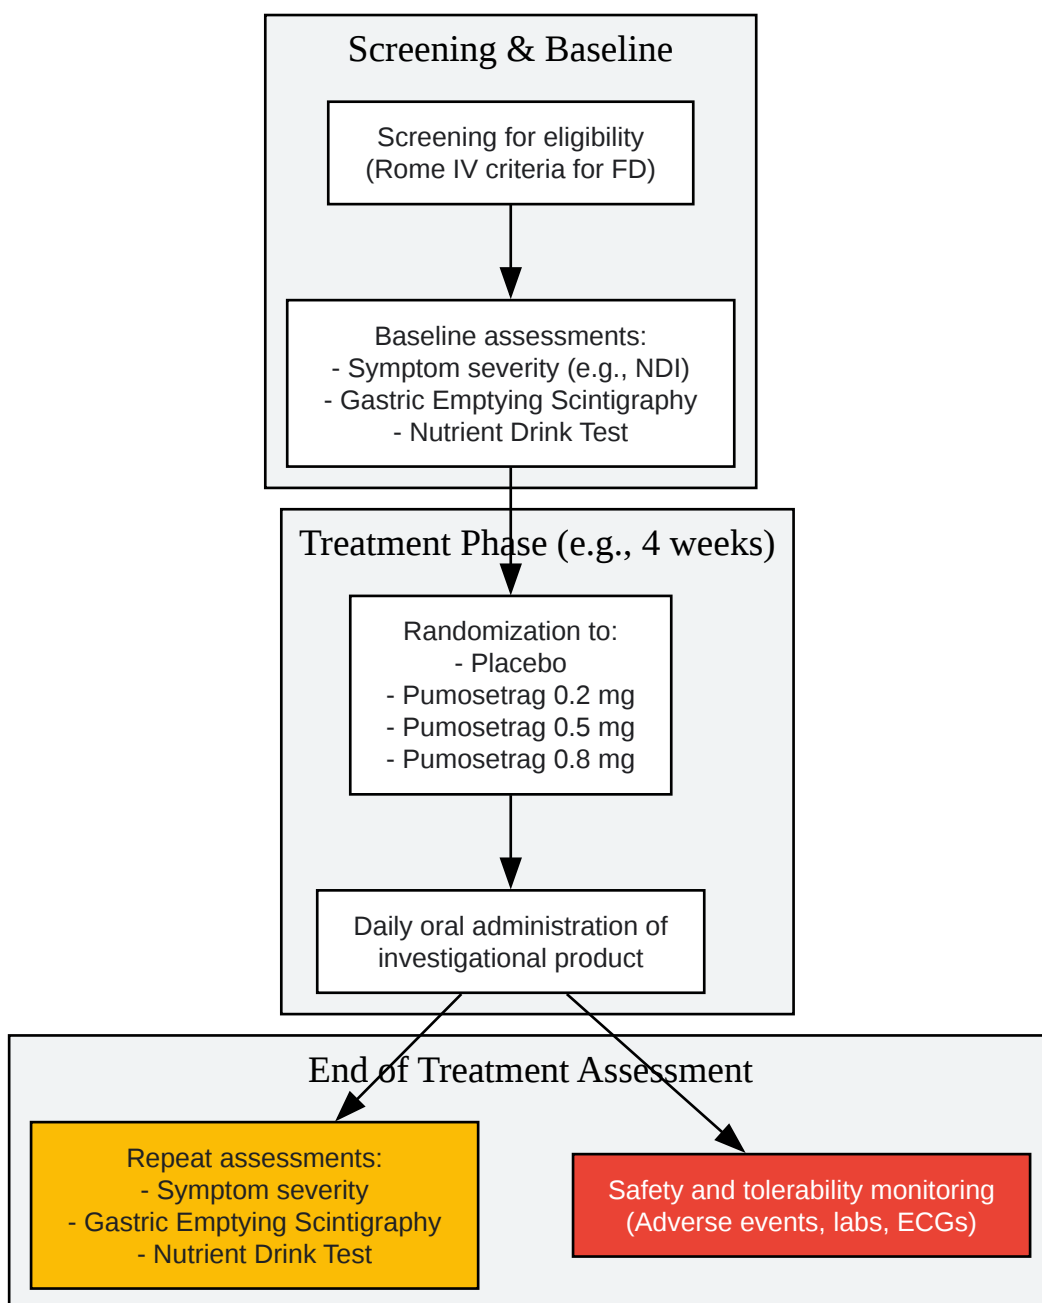 Screening & Baseline
Screening for eligibility
(Rome IV criteria for FD)
Baseline assessments:
- Symptom severity (e.g., NDI)
- Gastric Emptying Scintigraphy
- Nutrient Drink Test
Treatment Phase (e.g., 4 weeks)
Randomization to:
- Placebo
- Pumosetrag 0.2 mg
- Pumosetrag 0.5 mg
- Pumosetrag 0.8 mg
Daily oral administration of
investigational product
End of Treatment Assessment
Repeat assessments:
- Symptom severity
- Gastric Emptying Scintigraphy
- Nutrient Drink Test
Safety and tolerability monitoring
(Adverse events, labs, ECGs)